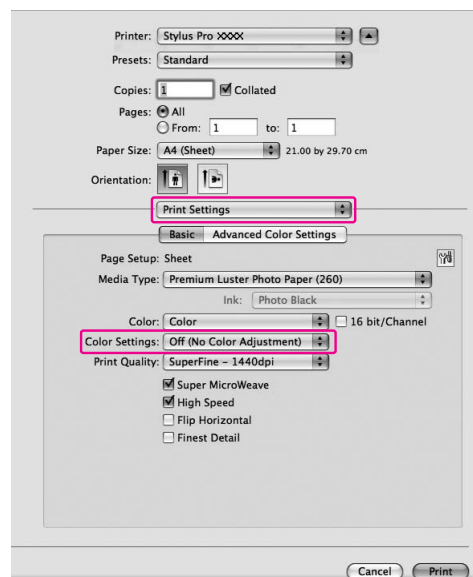 Printer: Stylus Pro XXXX
Presets: Standard
Copies: 1 Collated
Pages: All
From: 1 to: 1
Paper Size: A4 (Sheet) 21.00 by 29.70 cm
Orientation:
Print Settings
Basic Advanced Color Settings
Page Setup: Sheet
Media Type: Premium Luster Photo Paper (260)
Ink: Photo Black
Color: Color 16 bit/Channel
Color Settings: Off (No Color Adjustment)
Print Quality: SuperFine - 1440dpi
Super MicroWeave
High Speed
Flip Horizontal
Finest Detail
Cancel Print